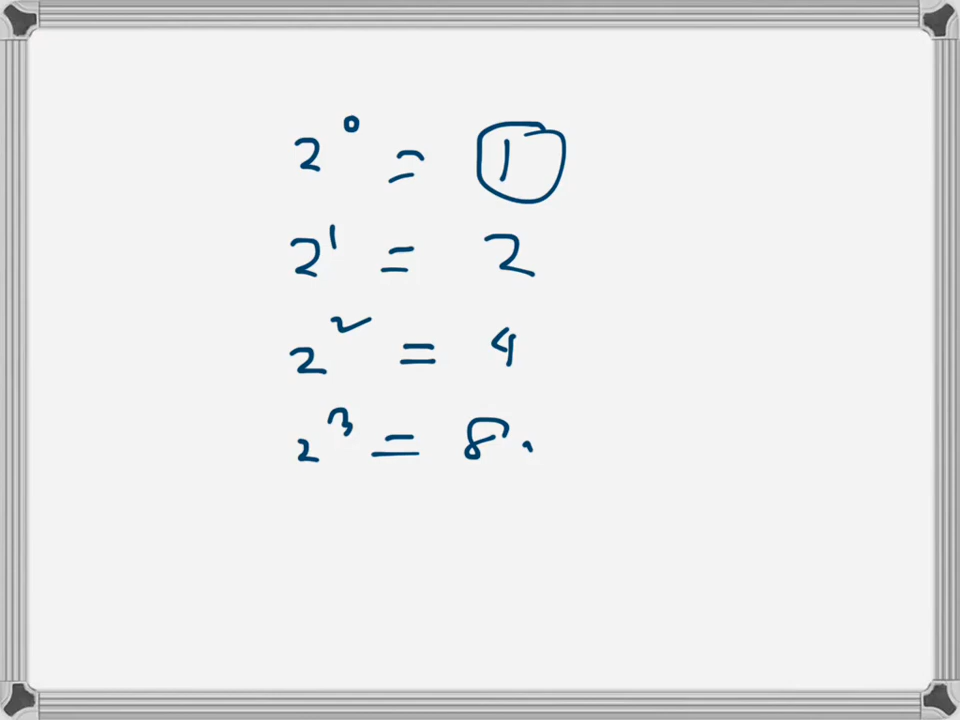 2⁰ = 1
2¹ = 2
2² = 4
2³ = 8.